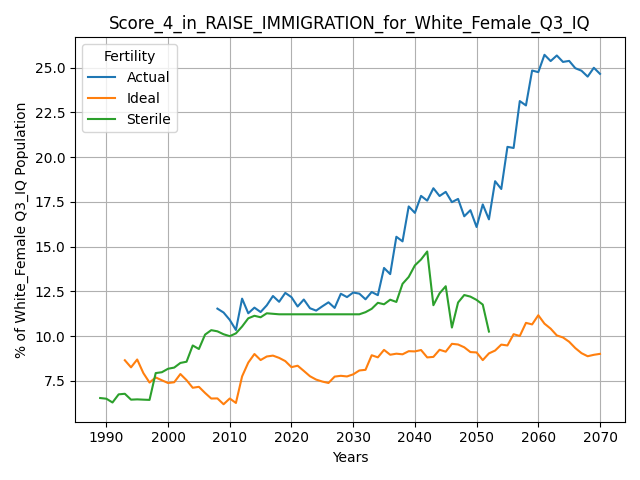 Score_4_in_RAISE_IMMIGRATION_for_White_Female_Q3_IQ
Fertility
Actual
Ideal
Sterile
% of White_Female Q3_IQ Population
25.0
22.5
20.0
17.5
15.0
12.5
10.0
7.5
1990 2000 2010 2020 2030 2040 2050 2060 2070
Years